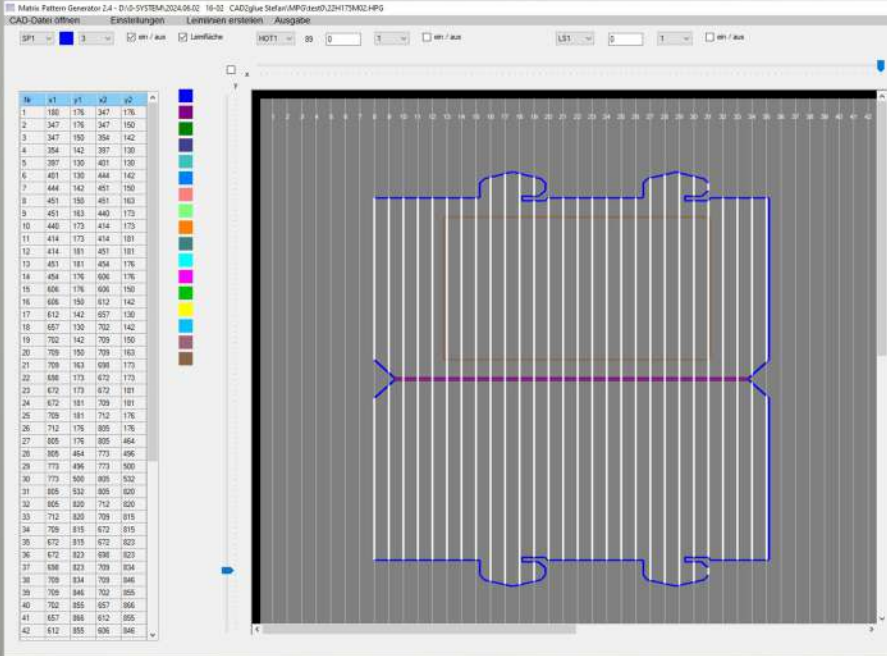 Matrix Pattern Generator 2.4 - D:\0-SYSTEM\2024.06.02 16-02 CAD2glue Stefan\MPG\test0\22H175M02.HPG
CAD-Datei öffnen Einstellungen Leimlinien erstellen Ausgabe
SP1 3 ein / aus Leimfläche HOT1 89 0 1 ein / aus LS1 0 1 ein / aus
x
y
Nr x1 y1 x2 y2
1 180 176 347 176
2 347 176 347 150
3 347 150 354 142
4 354 142 397 130
5 397 130 401 130
6 401 130 444 142
7 444 142 451 150
8 451 150 451 163
9 451 163 440 173
10 440 173 414 173
11 414 173 414 181
12 414 181 451 181
13 451 181 454 176
14 454 176 606 176
15 606 176 606 150
16 606 150 612 142
17 612 142 657 130
18 657 130 702 142
19 702 142 709 150
20 709 150 709 163
21 709 163 698 173
22 698 173 672 173
23 672 173 672 181
24 672 181 709 181
25 709 181 712 176
26 712 176 805 176
27 805 176 805 464
28 805 464 773 496
29 773 496 773 500
30 773 500 805 532
31 805 532 805 820
32 805 820 712 820
33 712 820 709 815
34 709 815 672 815
35 672 815 672 823
36 672 823 698 823
37 698 823 709 834
38 709 834 709 846
39 709 846 702 855
40 702 855 657 866
41 657 866 612 855
42 612 855 606 846
1 2 3 4 5 6 7 8 9 10 11 12 13 14 15 16 17 18 19 20 21 22 23 24 25 26 27 28 29 30 31 32 33 34 35 36 37 38 39 40 41 42